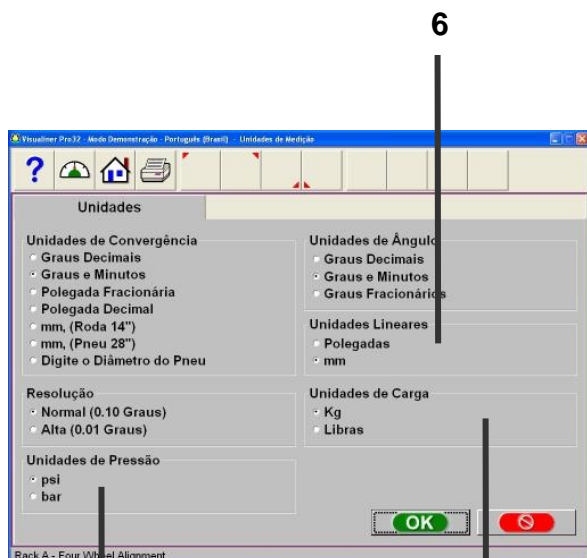 6
Visualiner Pro32 - Modo Demonstração - Português (Brasil) - Unidades de Medição
?
Unidades
Unidades de Convergência
Graus Decimais
Graus e Minutos
Polegada Fracionária
Polegada Decimal
mm, (Roda 14")
mm, (Pneu 28")
Digite o Diâmetro do Pneu
Resolução
Normal (0.10 Graus)
Alta (0.01 Graus)
Unidades de Pressão
psi
bar
Unidades de Ângulo
Graus Decimais
Graus e Minutos
Graus Fracionários
Unidades Lineares
Polegadas
mm
Unidades de Carga
Kg
Libras
OK
Rack A - Four Wheel Alignment